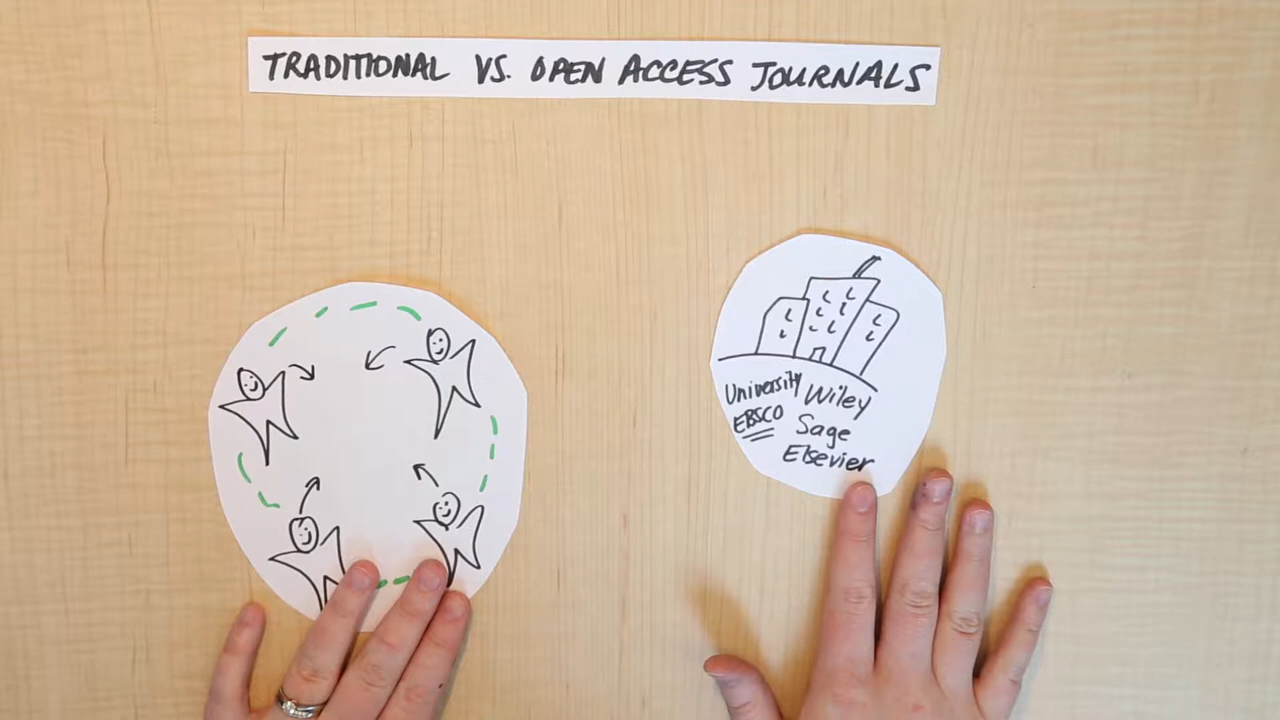 TRADITIONAL VS. OPEN ACCESS JOURNALS
University Wiley
EBSCO Sage
Elsevier